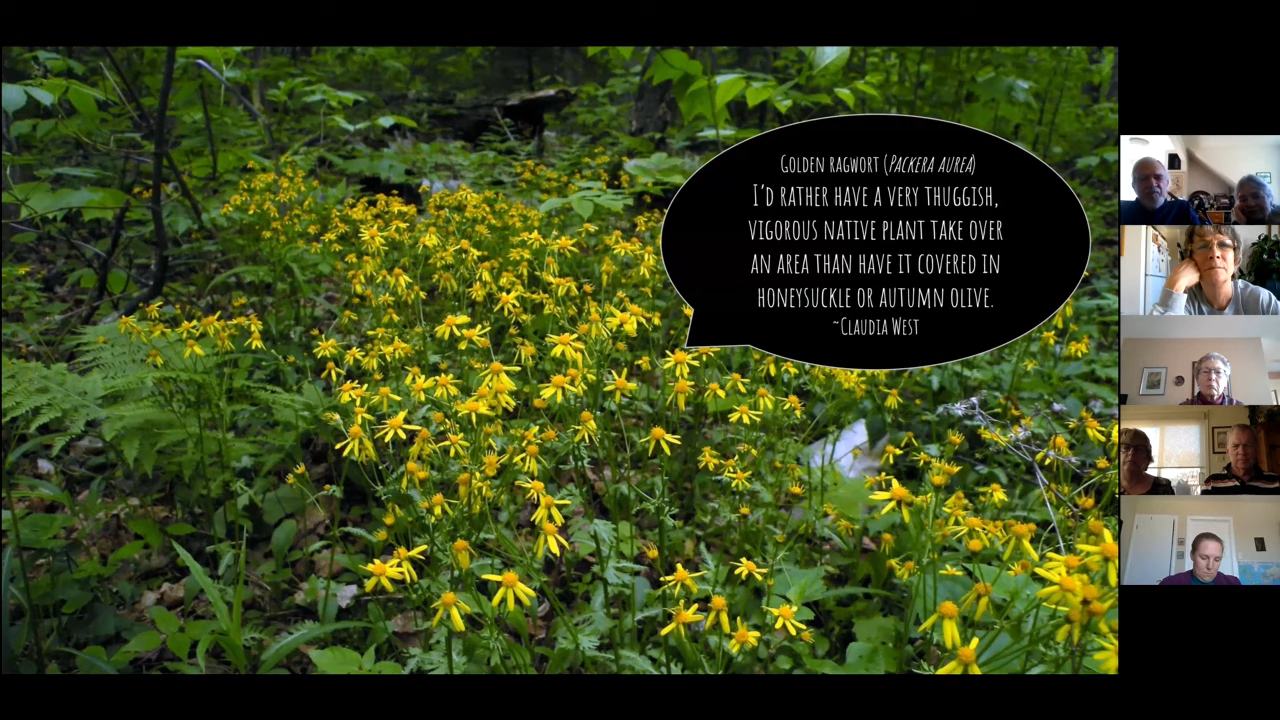 Golden ragwort (Packera aurea)
I'd rather have a very thuggish,
vigorous native plant take over
an area than have it covered in
honeysuckle or autumn olive.
~Claudia West